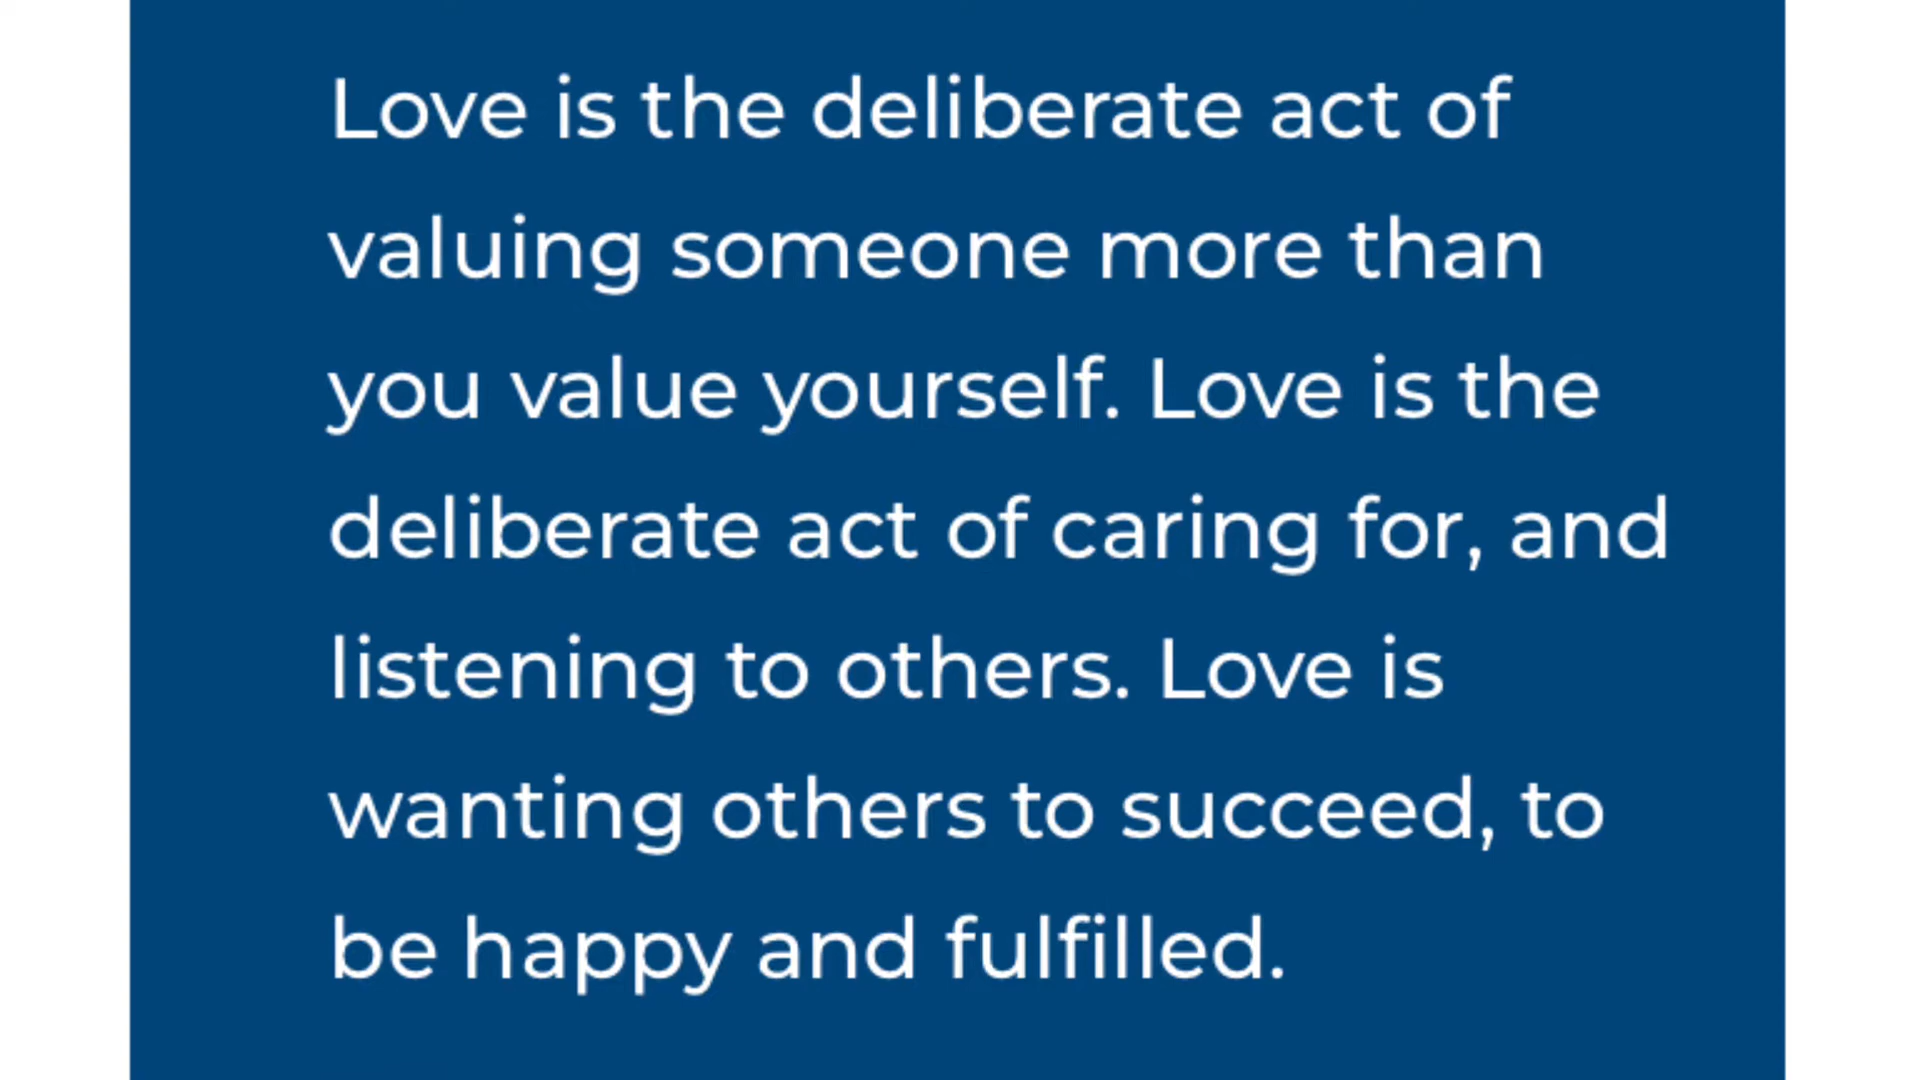 Love is the deliberate act of
valuing someone more than
you value yourself. Love is the
deliberate act of caring for, and
listening to others. Love is
wanting others to succeed, to
be happy and fulfilled.